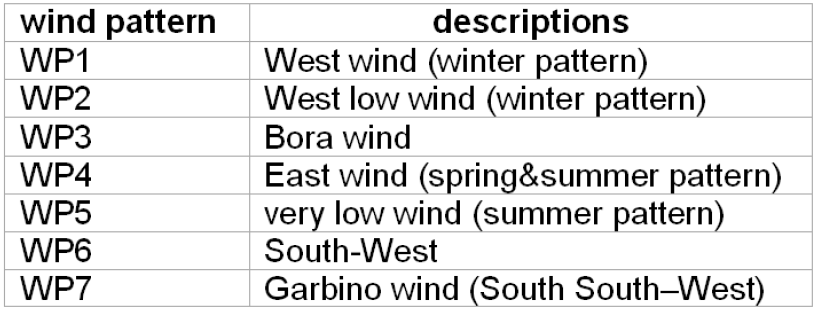 wind pattern descriptions
WP1 West wind (winter pattern)
WP2 West low wind (winter pattern)
WP3 Bora wind
WP4 East wind (spring&summer pattern)
WP5 very low wind (summer pattern)
WP6 South-West
WP7 Garbino wind (South South–West)